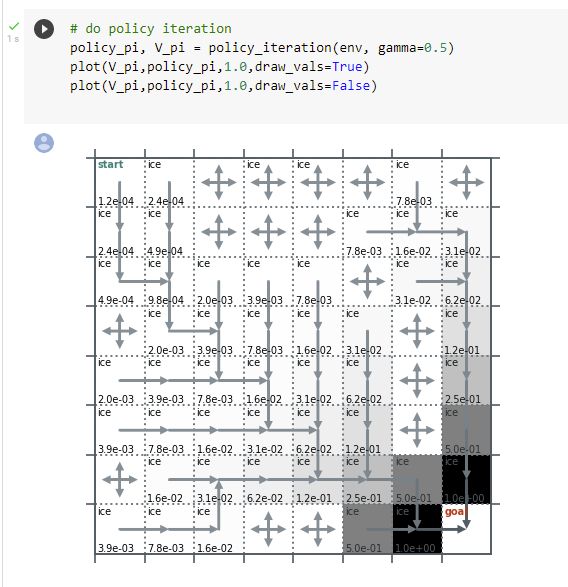 1 s
# do policy iteration
policy_pi, V_pi = policy_iteration(env, gamma=0.5)
plot(V_pi,policy_pi,1.0,draw_vals=True)
plot(V_pi,policy_pi,1.0,draw_vals=False)
start ice ice ice ice
1.2e-04 2.4e-04 7.8e-03
ice ice ice ice
2.4e-04 4.9e-04 7.8e-03 1.6e-02 3.1e-02
ice ice ice ice ice ice ice
4.9e-04 9.8e-04 2.0e-03 3.9e-03 7.8e-03 3.1e-02 6.2e-02
ice ice ice ice ice ice
2.0e-03 3.9e-03 7.8e-03 1.6e-02 3.1e-02 1.2e-01
ice ice ice ice ice ice ice
2.0e-03 3.9e-03 7.8e-03 1.6e-02 3.1e-02 6.2e-02 2.5e-01
ice ice ice ice ice ice ice
3.9e-03 7.8e-03 1.6e-02 3.1e-02 6.2e-02 1.2e-01 5.0e-01
ice ice ice ice ice ice ice
1.6e-02 3.1e-02 6.2e-02 1.2e-01 2.5e-01 5.0e-01 1.0e+00
ice ice ice ice ice goal
3.9e-03 7.8e-03 1.6e-02 5.0e-01 1.0e+00